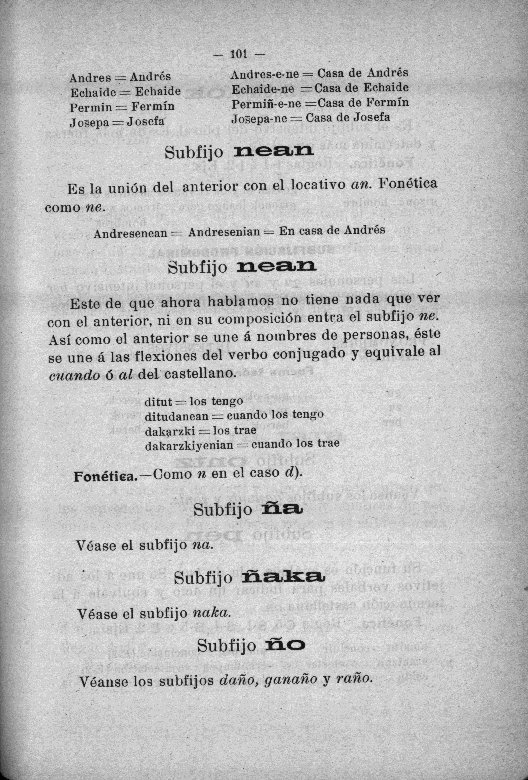 — 101 —
Andres = Andrés Andres-e-ne = Casa de Andrés
Echaide = Echaide Echaide-ne = Casa de Echaide
Permin = Fermín Permiñ-e-ne = Casa de Fermín
Josepa = Josefa Josepa-ne = Casa de Josefa
Subfijo nean
Es la unión del anterior con el locativo an. Fonética
como ne.
Andresenean = Andresenian = En casa de Andrés
Subfijo nean
Este de que ahora hablamos no tiene nada que ver
con el anterior, ni en su composición entra el subfijo ne.
Así como el anterior se une á nombres de personas, éste
se une á las flexiones del verbo conjugado y equivale al
cuando ó al del castellano.
ditut = los tengo
ditudanean = cuando los tengo
dakarzki = los trae
dakarzkiyenian = cuando los trae
Fonética.—Como n en el caso d).
Subfijo ña
Véase el subfijo na.
Subfijo ñaka
Véase el subfijo naka.
Subfijo ño
Véanse los subfijos daño, ganaño y raño.